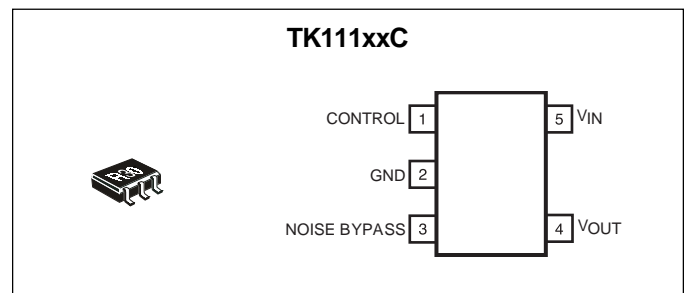 TK111xxC
CONTROL 1
5 VIN
GND 2
NOISE BYPASS 3
4 VOUT